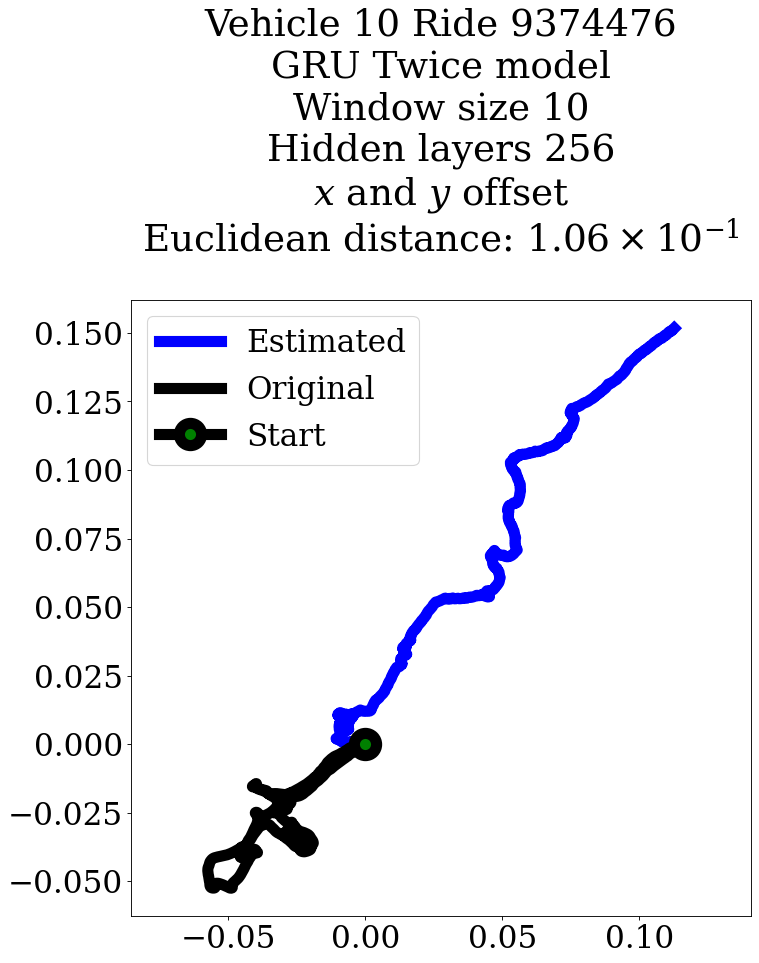 Vehicle 10 Ride 9374476
GRU Twice model
Window size 10
Hidden layers 256
x and y offset
Euclidean distance: 1.06 × 10⁻¹
Estimated
Original
Start
0.150
0.125
0.100
0.075
0.050
0.025
0.000
−0.025
−0.050
−0.05 0.00 0.05 0.10